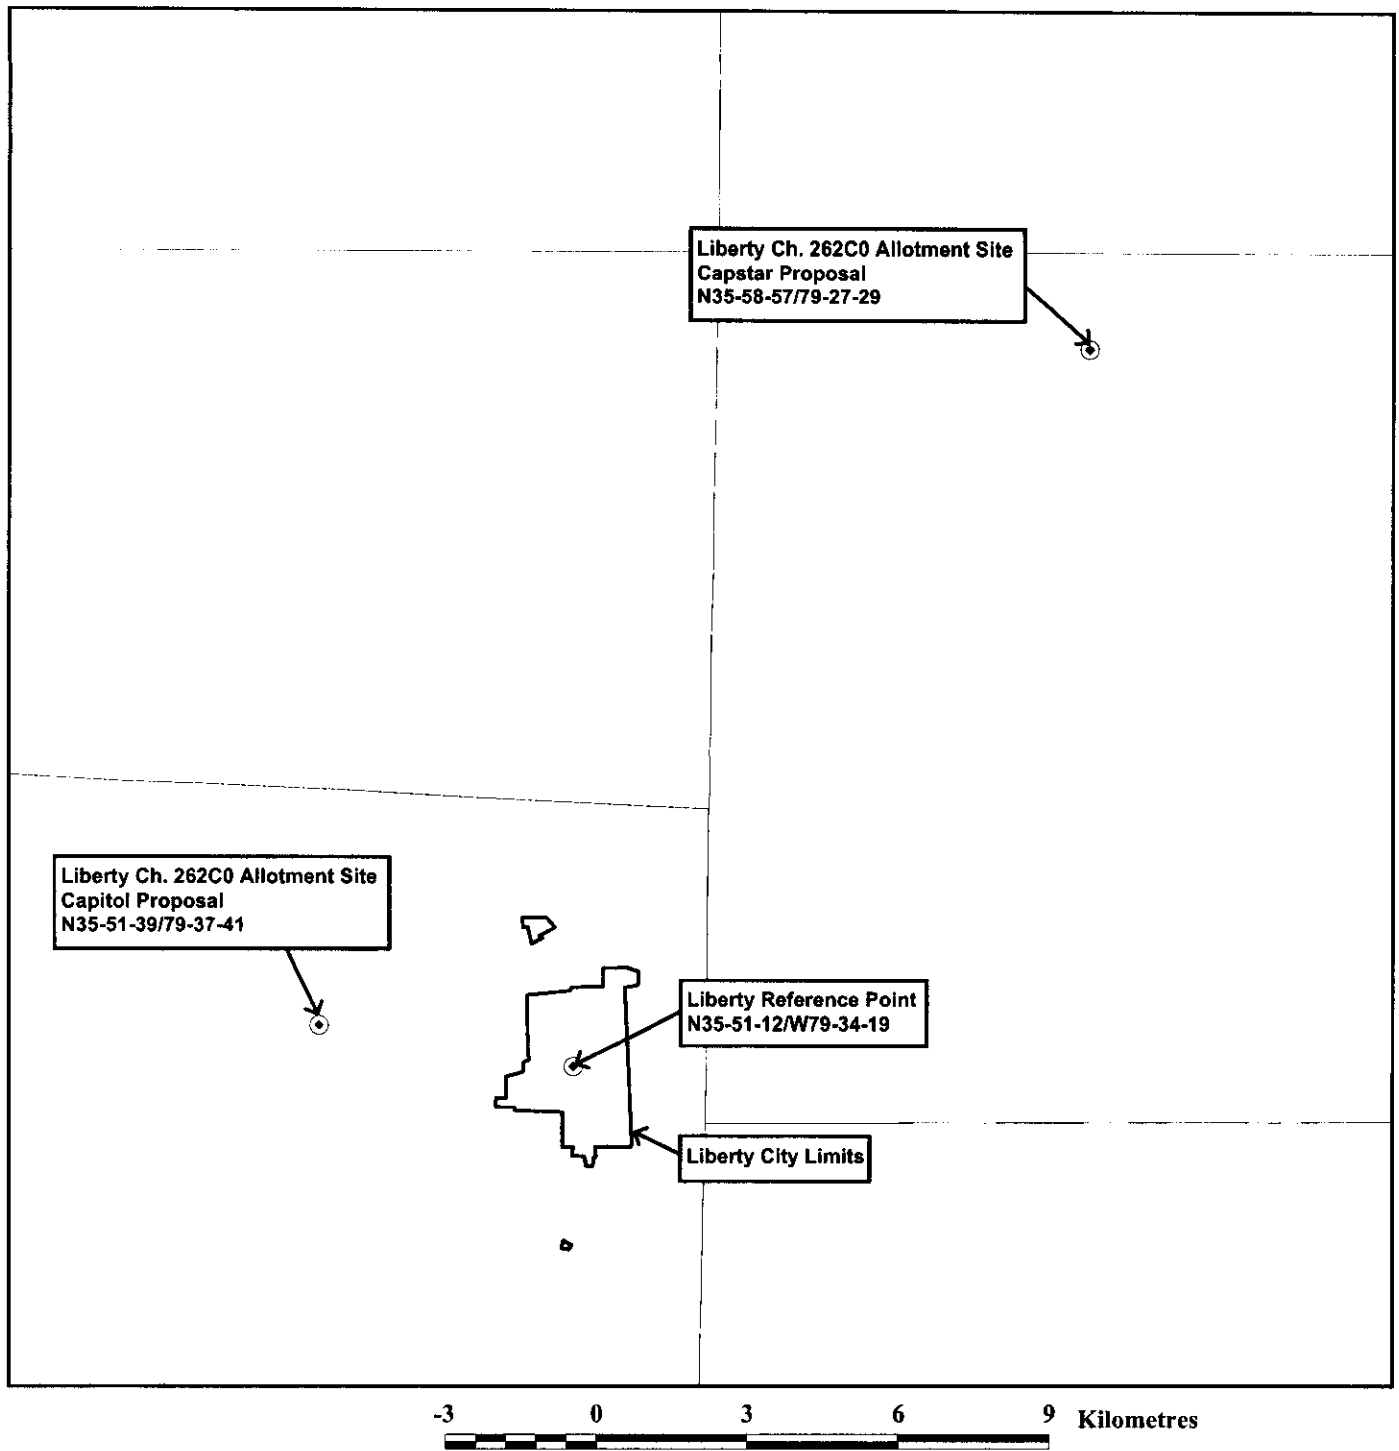 Liberty Ch. 262C0 Allotment Site
Capstar Proposal
N35-58-57/79-27-29
Liberty Ch. 262C0 Allotment Site
Capitol Proposal
N35-51-39/79-37-41
Liberty Reference Point
N35-51-12/W79-34-19
Liberty City Limits
-3 0 3 6 9 Kilometres